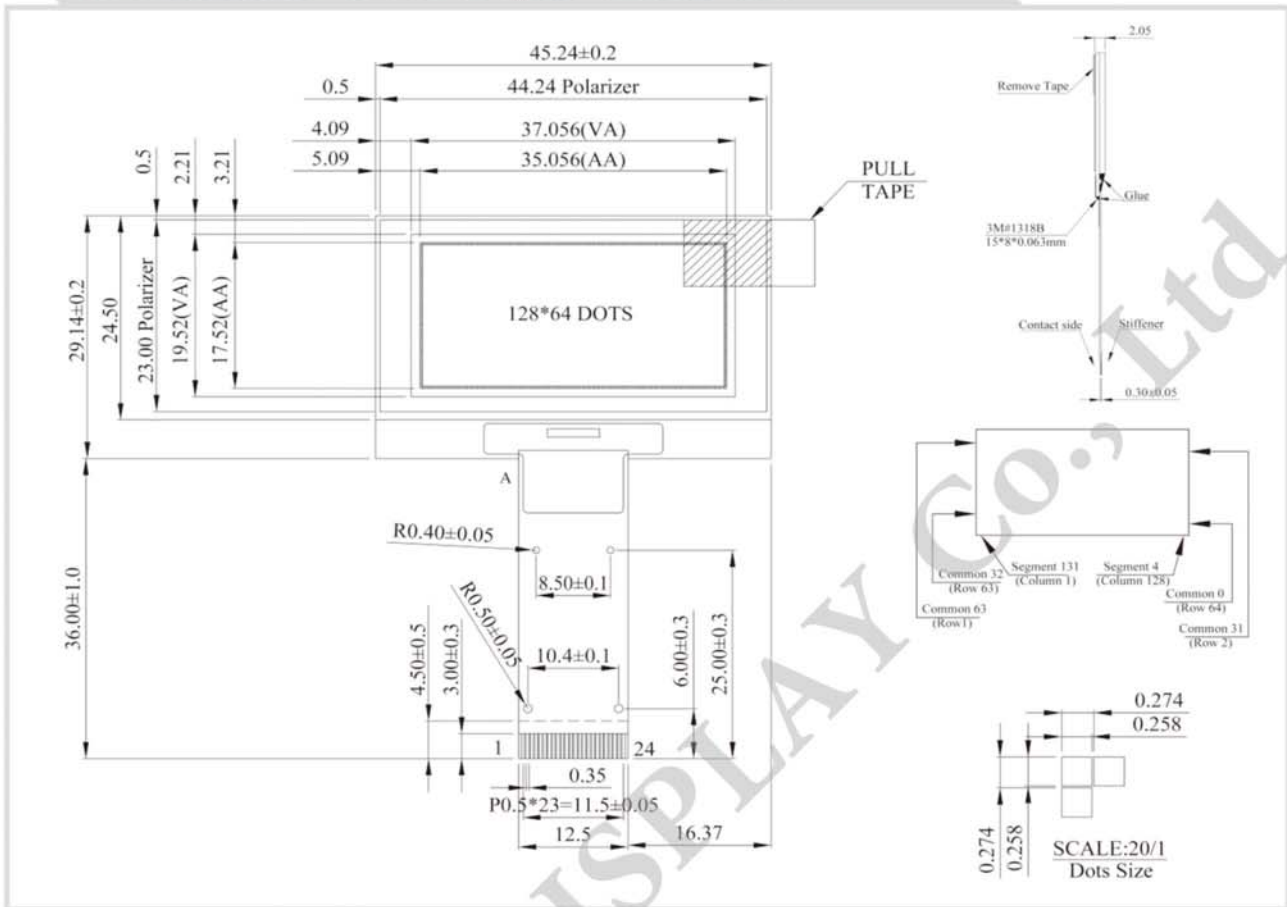 45.24±0.2
0.5
44.24 Polarizer
4.09
37.056(VA)
5.09
35.056(AA)
0.5
2.21
3.21
PULL
TAPE
29.14±0.2
24.50
23.00 Polarizer
19.52(VA)
17.52(AA)
128*64 DOTS
A
R0.40±0.05
8.50±0.1
R0.50±0.05
10.4±0.1
36.00±1.0
4.50±0.5
3.00±0.3
6.00±0.3
25.00±0.3
1
24
0.35
P0.5*23=11.5±0.05
12.5
16.37
2.05
Remove Tape
Glue
3M#1318B
15*8*0.063mm
Contact side
Stiffener
0.30±0.05
Common 32
(Row 63)
Segment 131
(Column 1)
Segment 4
(Column 128)
Common 0
(Row 64)
Common 63
(Row1)
Common 31
(Row 2)
0.274
0.258
0.274
0.258
SCALE:20/1
Dots Size
ISPLAY Co., Ltd